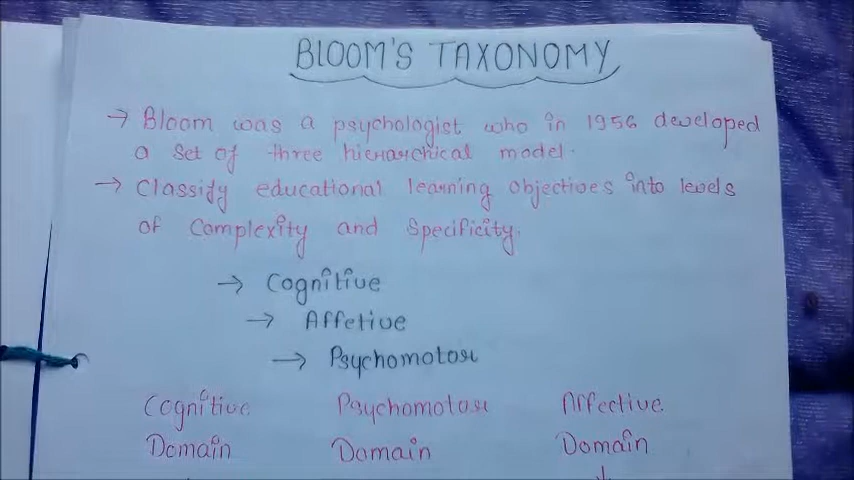 BLOOM'S TAXONOMY
→ Bloom was a psychologist who in 1956 developed
a set of three hierarchical model.
→ Classify educational learning objectives into levels
of Complexity and Specificity.
→ Cognitive
→ Affetive
→ Psychomotor
Cognitive Psychomotor Affective
Domain Domain Domain